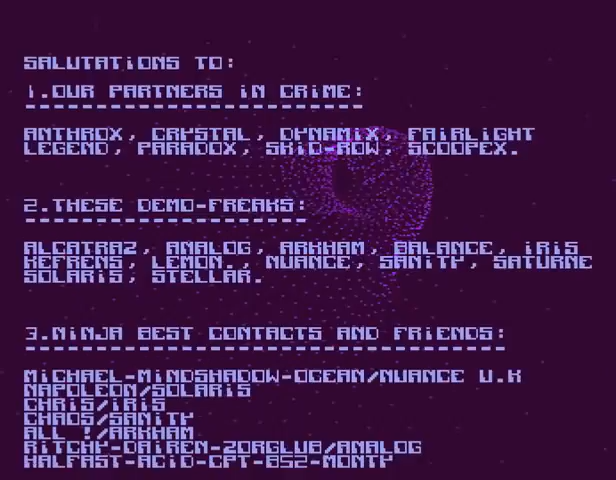 SALUTATIONS TO:
1.OUR PARTNERS IN CRIME:
------------------------
ANTHROX, CRYSTAL, DYNAMIX, FAIRLIGHT
LEGEND, PARADOX, SKID-ROW, SCOOPEX.
2.THESE DEMO-FREAKS:
--------------------
ALCATRAZ, ANALOG, ARKHAM, BALANCE, IRIS
KEFRENS, LEMON., NUANCE, SANITY, SATURNE
SOLARIS, STELLAR.
3.NINJA BEST CONTACTS AND FRIENDS:
----------------------------------
MICHAEL-MINDSHADOW-OCEAN/NUANCE U.K
NAPOLEON/SOLARIS
CHRIS/IRIS
CHAOS/SANITY
ALL !/ARKHAM
RITCHY-DAIREN-ZORGLUB/ANALOG
HALFAST-ACID-CPT-BSZ-MONTY